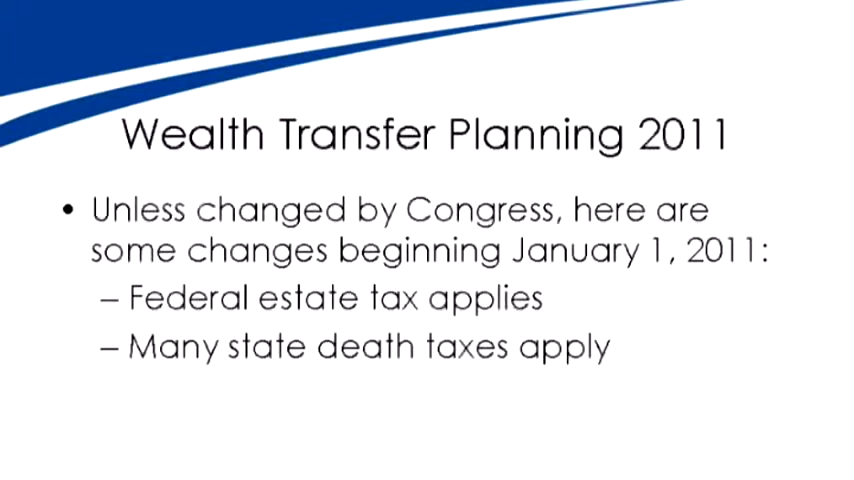 Wealth Transfer Planning 2011
• Unless changed by Congress, here are
some changes beginning January 1, 2011:
– Federal estate tax applies
– Many state death taxes apply